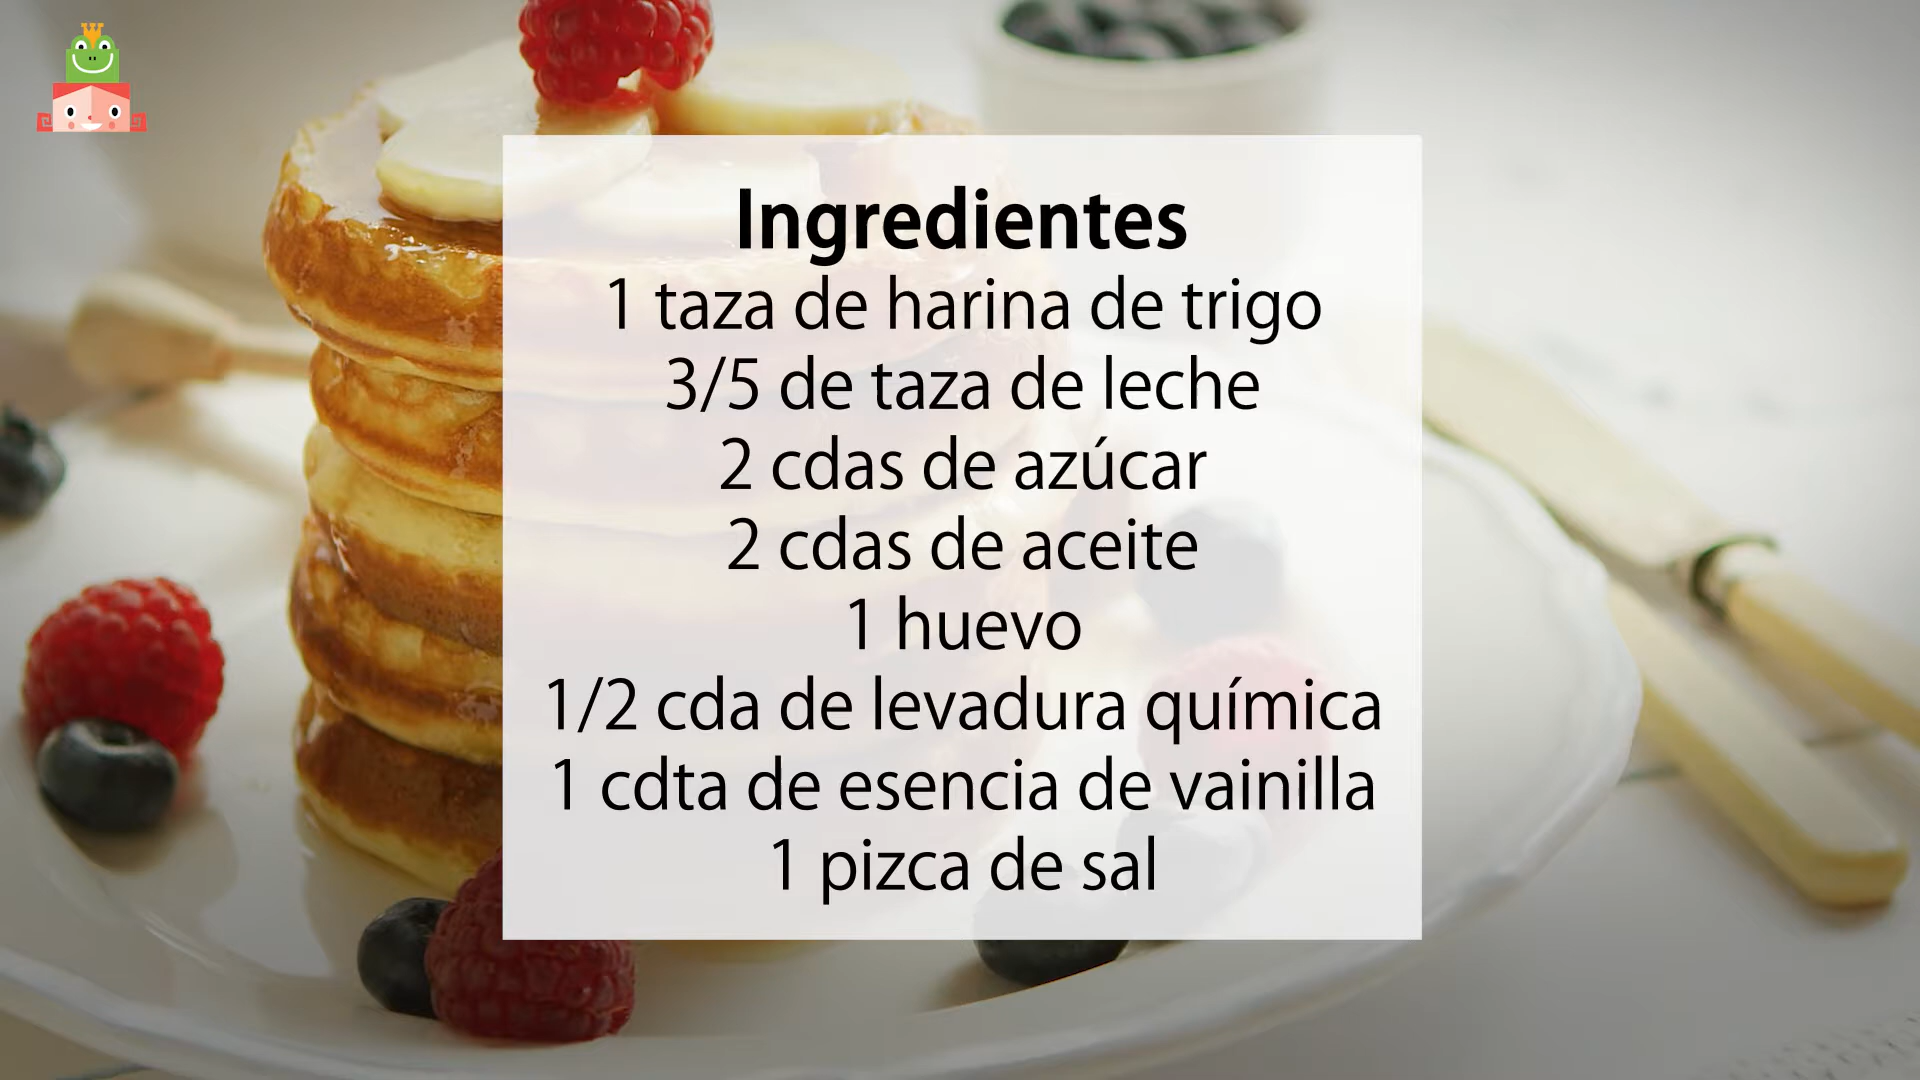 Ingredientes
1 taza de harina de trigo
3/5 de taza de leche
2 cdas de azúcar
2 cdas de aceite
1 huevo
1/2 cda de levadura química
1 cdta de esencia de vainilla
1 pizca de sal